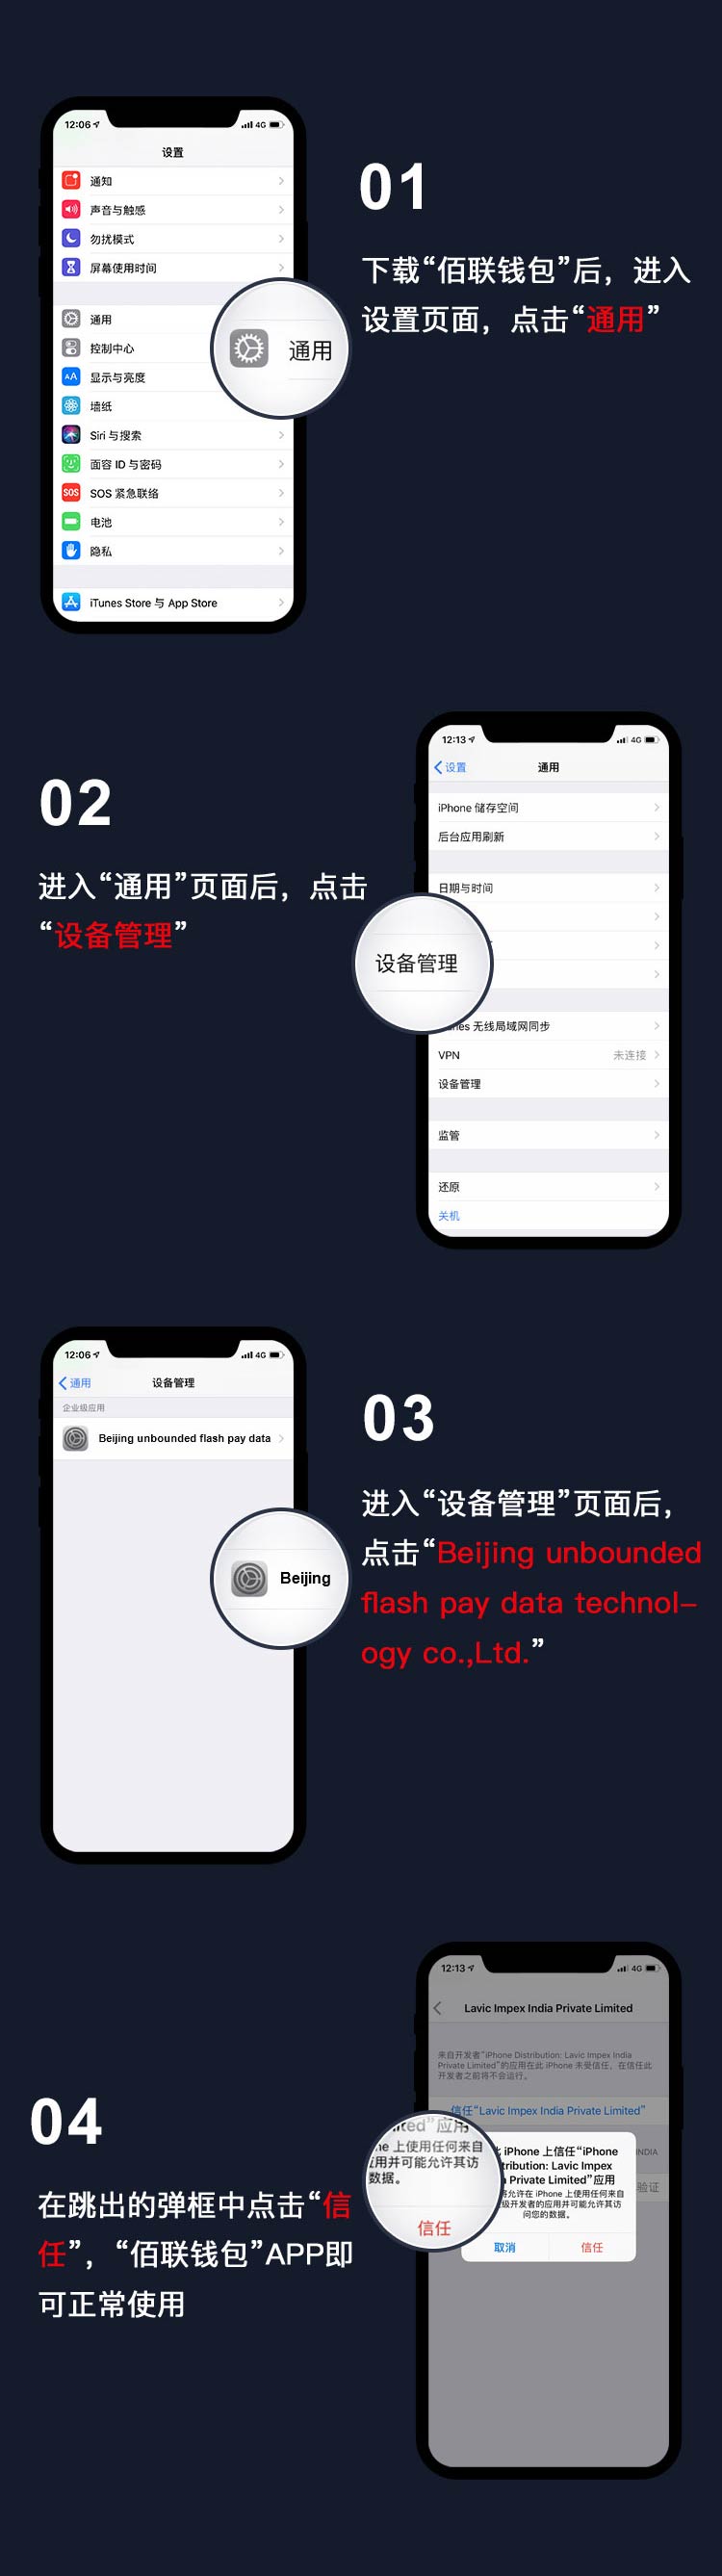 12:06
4G
设置
通知
声音与触感
勿扰模式
屏幕使用时间
通用
控制中心
AA
显示与亮度
墙纸
Siri 与搜索
面容 ID 与密码
SOS
SOS 紧急联络
电池
隐私
iTunes Store 与 App Store
通用
01
下载“佰联钱包”后，进入
设置页面，点击“通用”
02
进入“通用”页面后，点击
“设备管理”
12:13
4G
设置
通用
iPhone 储存空间
后台应用刷新
日期与时间
设备管理
nes 无线局域网同步
VPN
未连接
设备管理
监管
还原
关机
12:06
4G
通用
设备管理
企业级应用
Beijing unbounded flash pay data
Beijing
03
进入“设备管理”页面后，
点击“Beijing unbounded
flash pay data technol-
ogy co.,Ltd.”
04
在跳出的弹框中点击“信
任”，“佰联钱包”APP即
可正常使用
12:13
4G
Lavic Impex India Private Limited
来自开发者“iPhone Distribution: Lavic Impex India
Private Limited”的应用在此 iPhone 未受信任，在信任此
开发者之前将不会运行。
信任“Lavic Impex India Private Limited”
NDIA
验证
iPhone 上信任“iPhone
tribution: Lavic Impex
Private Limited”应用
将允许在 iPhone 上使用任何来自
级开发者的应用并可能允许其访
问您的数据。
取消
信任
ited”应用
ne 上使用任何来自
应用并可能允许其访
数据。
信任